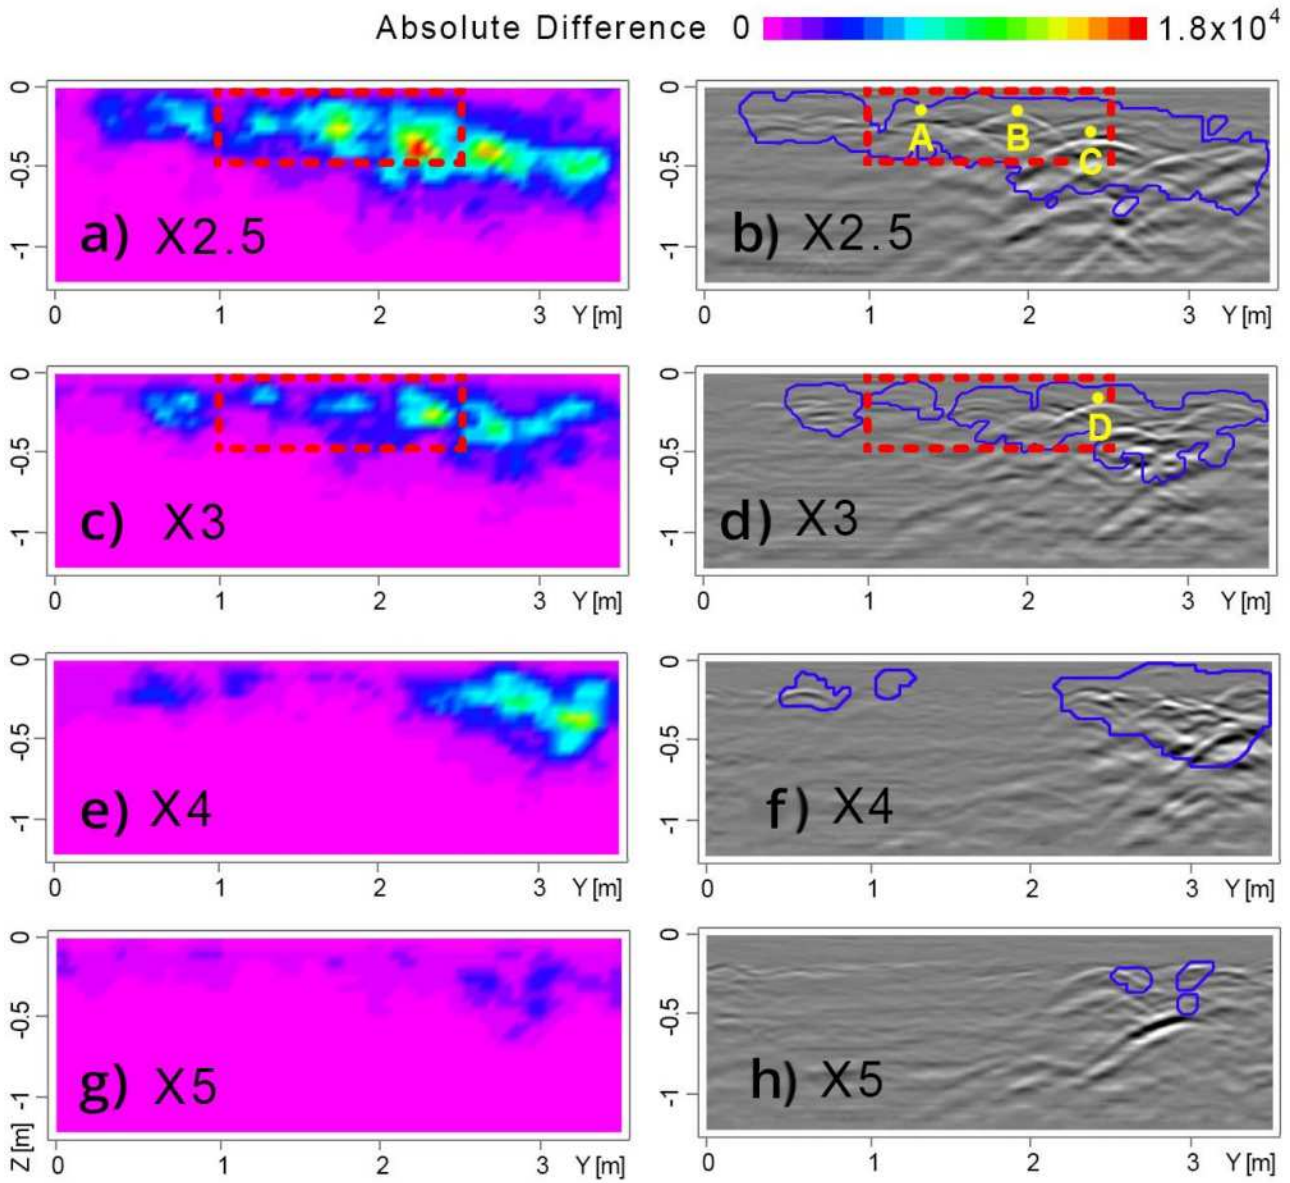 Absolute Difference 0 1.8x10⁴
0
-0.5
-1
a) X2.5
0 1 2 3 Y [m]
A B C
b) X2.5
0
-0.5
-1
0 1 2 3 Y [m]
0
-0.5
-1
c) X3
0 1 2 3 Y [m]
D
d) X3
0
-0.5
-1
0 1 2 3 Y [m]
0
-0.5
-1
e) X4
0 1 2 3 Y [m]
f) X4
0
-0.5
-1
0 1 2 3 Y [m]
0
-0.5
-1
Z [m]
g) X5
0 1 2 3 Y [m]
h) X5
0
-0.5
-1
0 1 2 3 Y [m]